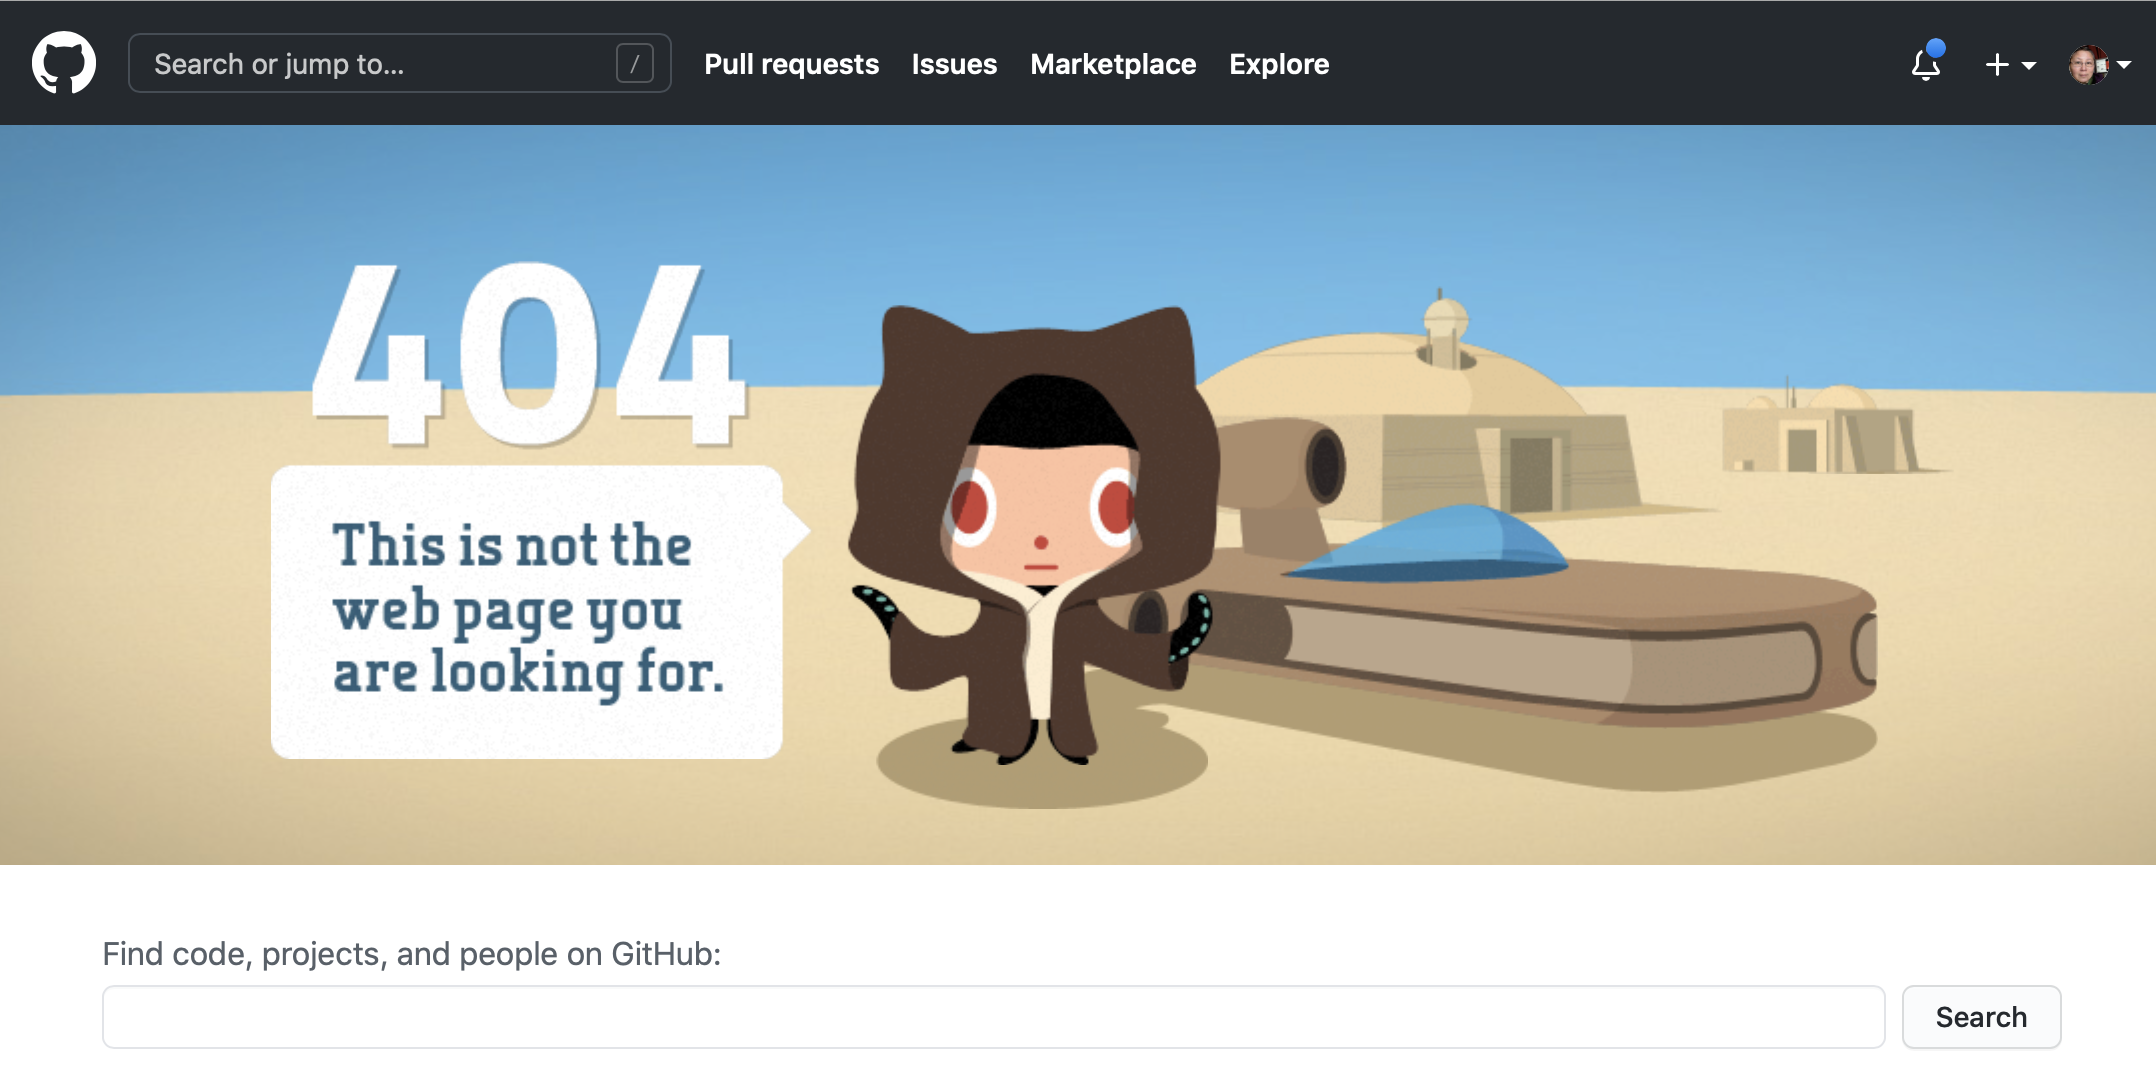 Search or jump to...
/
Pull requests
Issues
Marketplace
Explore
404
This is not the
web page you
are looking for.
Find code, projects, and people on GitHub:
Search